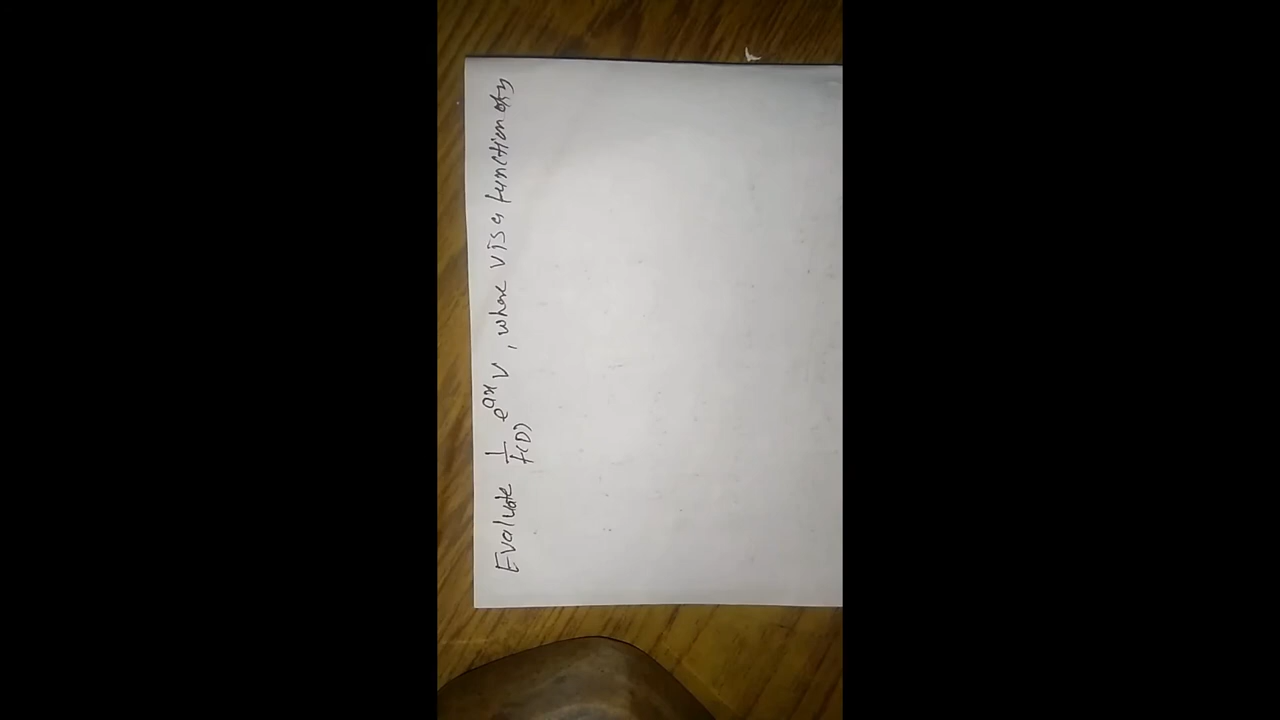 Evaluate 1/f(D) e^{ax} V, where V is a function of x